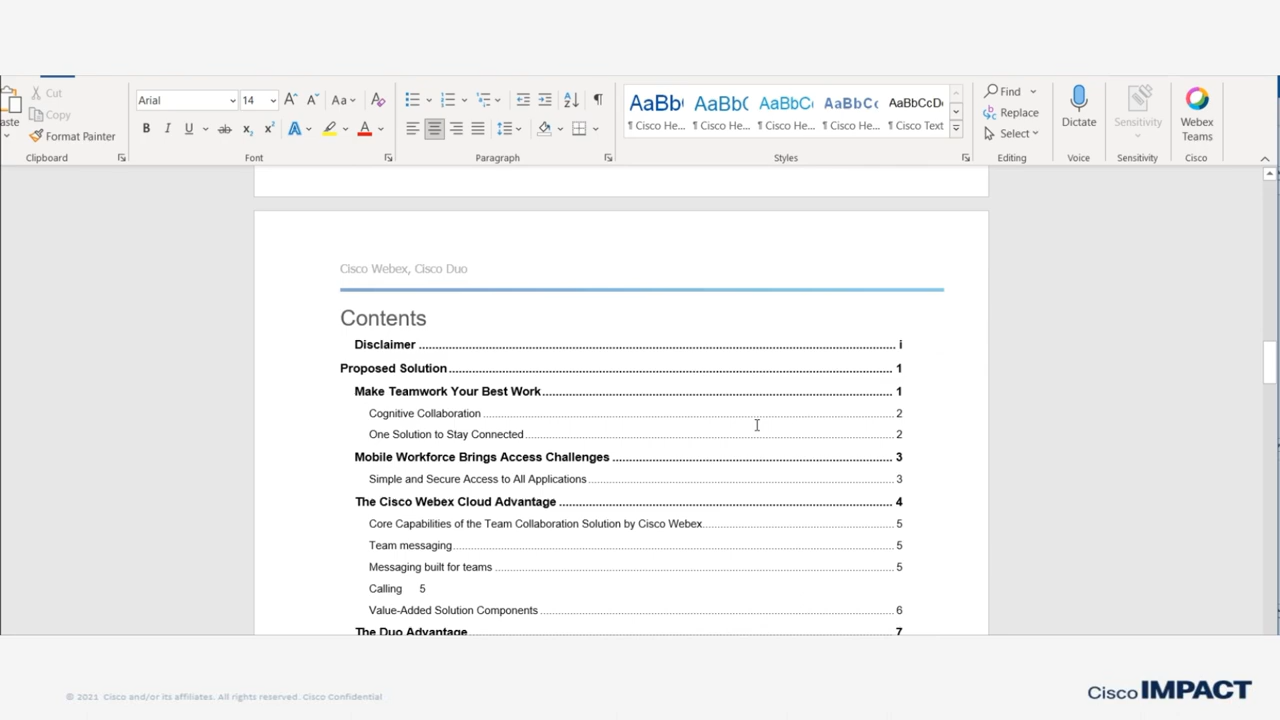 Cut
Copy
aste
Format Painter
Clipboard
Arial
14
Font
Paragraph
AaBb(
AaBb(
AaBbC
AaBbC
AaBbCcD
¶ Cisco He...
¶ Cisco He...
¶ Cisco He...
¶ Cisco He...
¶ Cisco Text
Styles
Find
Replace
Select
Editing
Dictate
Voice
Sensitivity
Sensitivity
Webex
Teams
Cisco
Cisco Webex, Cisco Duo
Contents
Disclaimer i
Proposed Solution 1
Make Teamwork Your Best Work 1
Cognitive Collaboration 2
One Solution to Stay Connected 2
Mobile Workforce Brings Access Challenges 3
Simple and Secure Access to All Applications 3
The Cisco Webex Cloud Advantage 4
Core Capabilities of the Team Collaboration Solution by Cisco Webex 5
Team messaging 5
Messaging built for teams 5
Calling 5
Value-Added Solution Components 6
The Duo Advantage 7
© 2021 Cisco and/or its affiliates. All rights reserved. Cisco Confidential
Cisco IMPACT